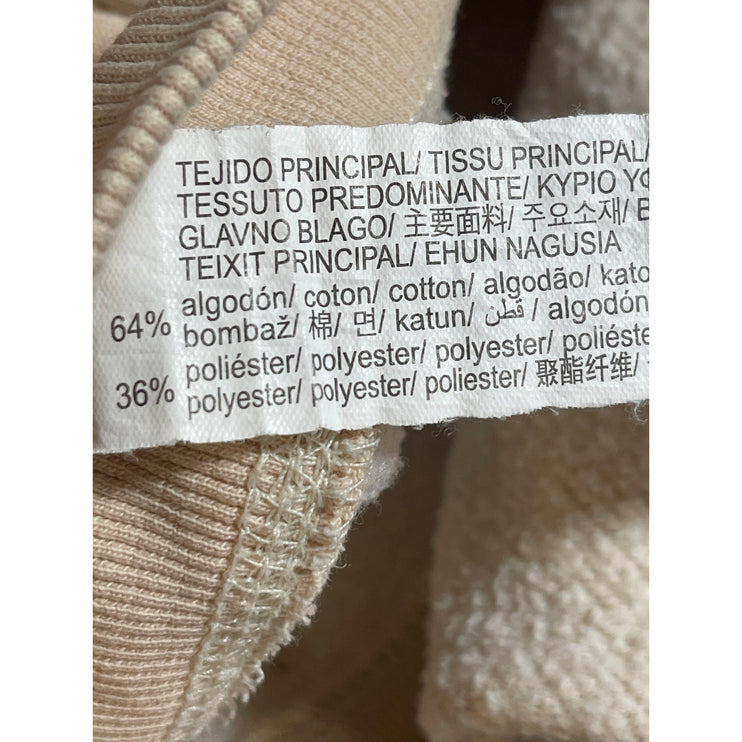 TEJIDO PRINCIPAL/ TISSU PRINCIPAL/
TESSUTO PREDOMINANTE/ ΚΥΡΙΟ
GLAVNO BLAGO/ 主要面料/ 주요소재/
TEIXIT PRINCIPAL/ EHUN NAGUSIA
64% algodón/ coton/ cotton/ algodão/
bombaž/ 棉/ 면/ katun/ قطن/ algodón
36% poliéster/ polyester/ polyester/ poliéste
polyester/ polyester/ poliester/ 聚酯纤维/